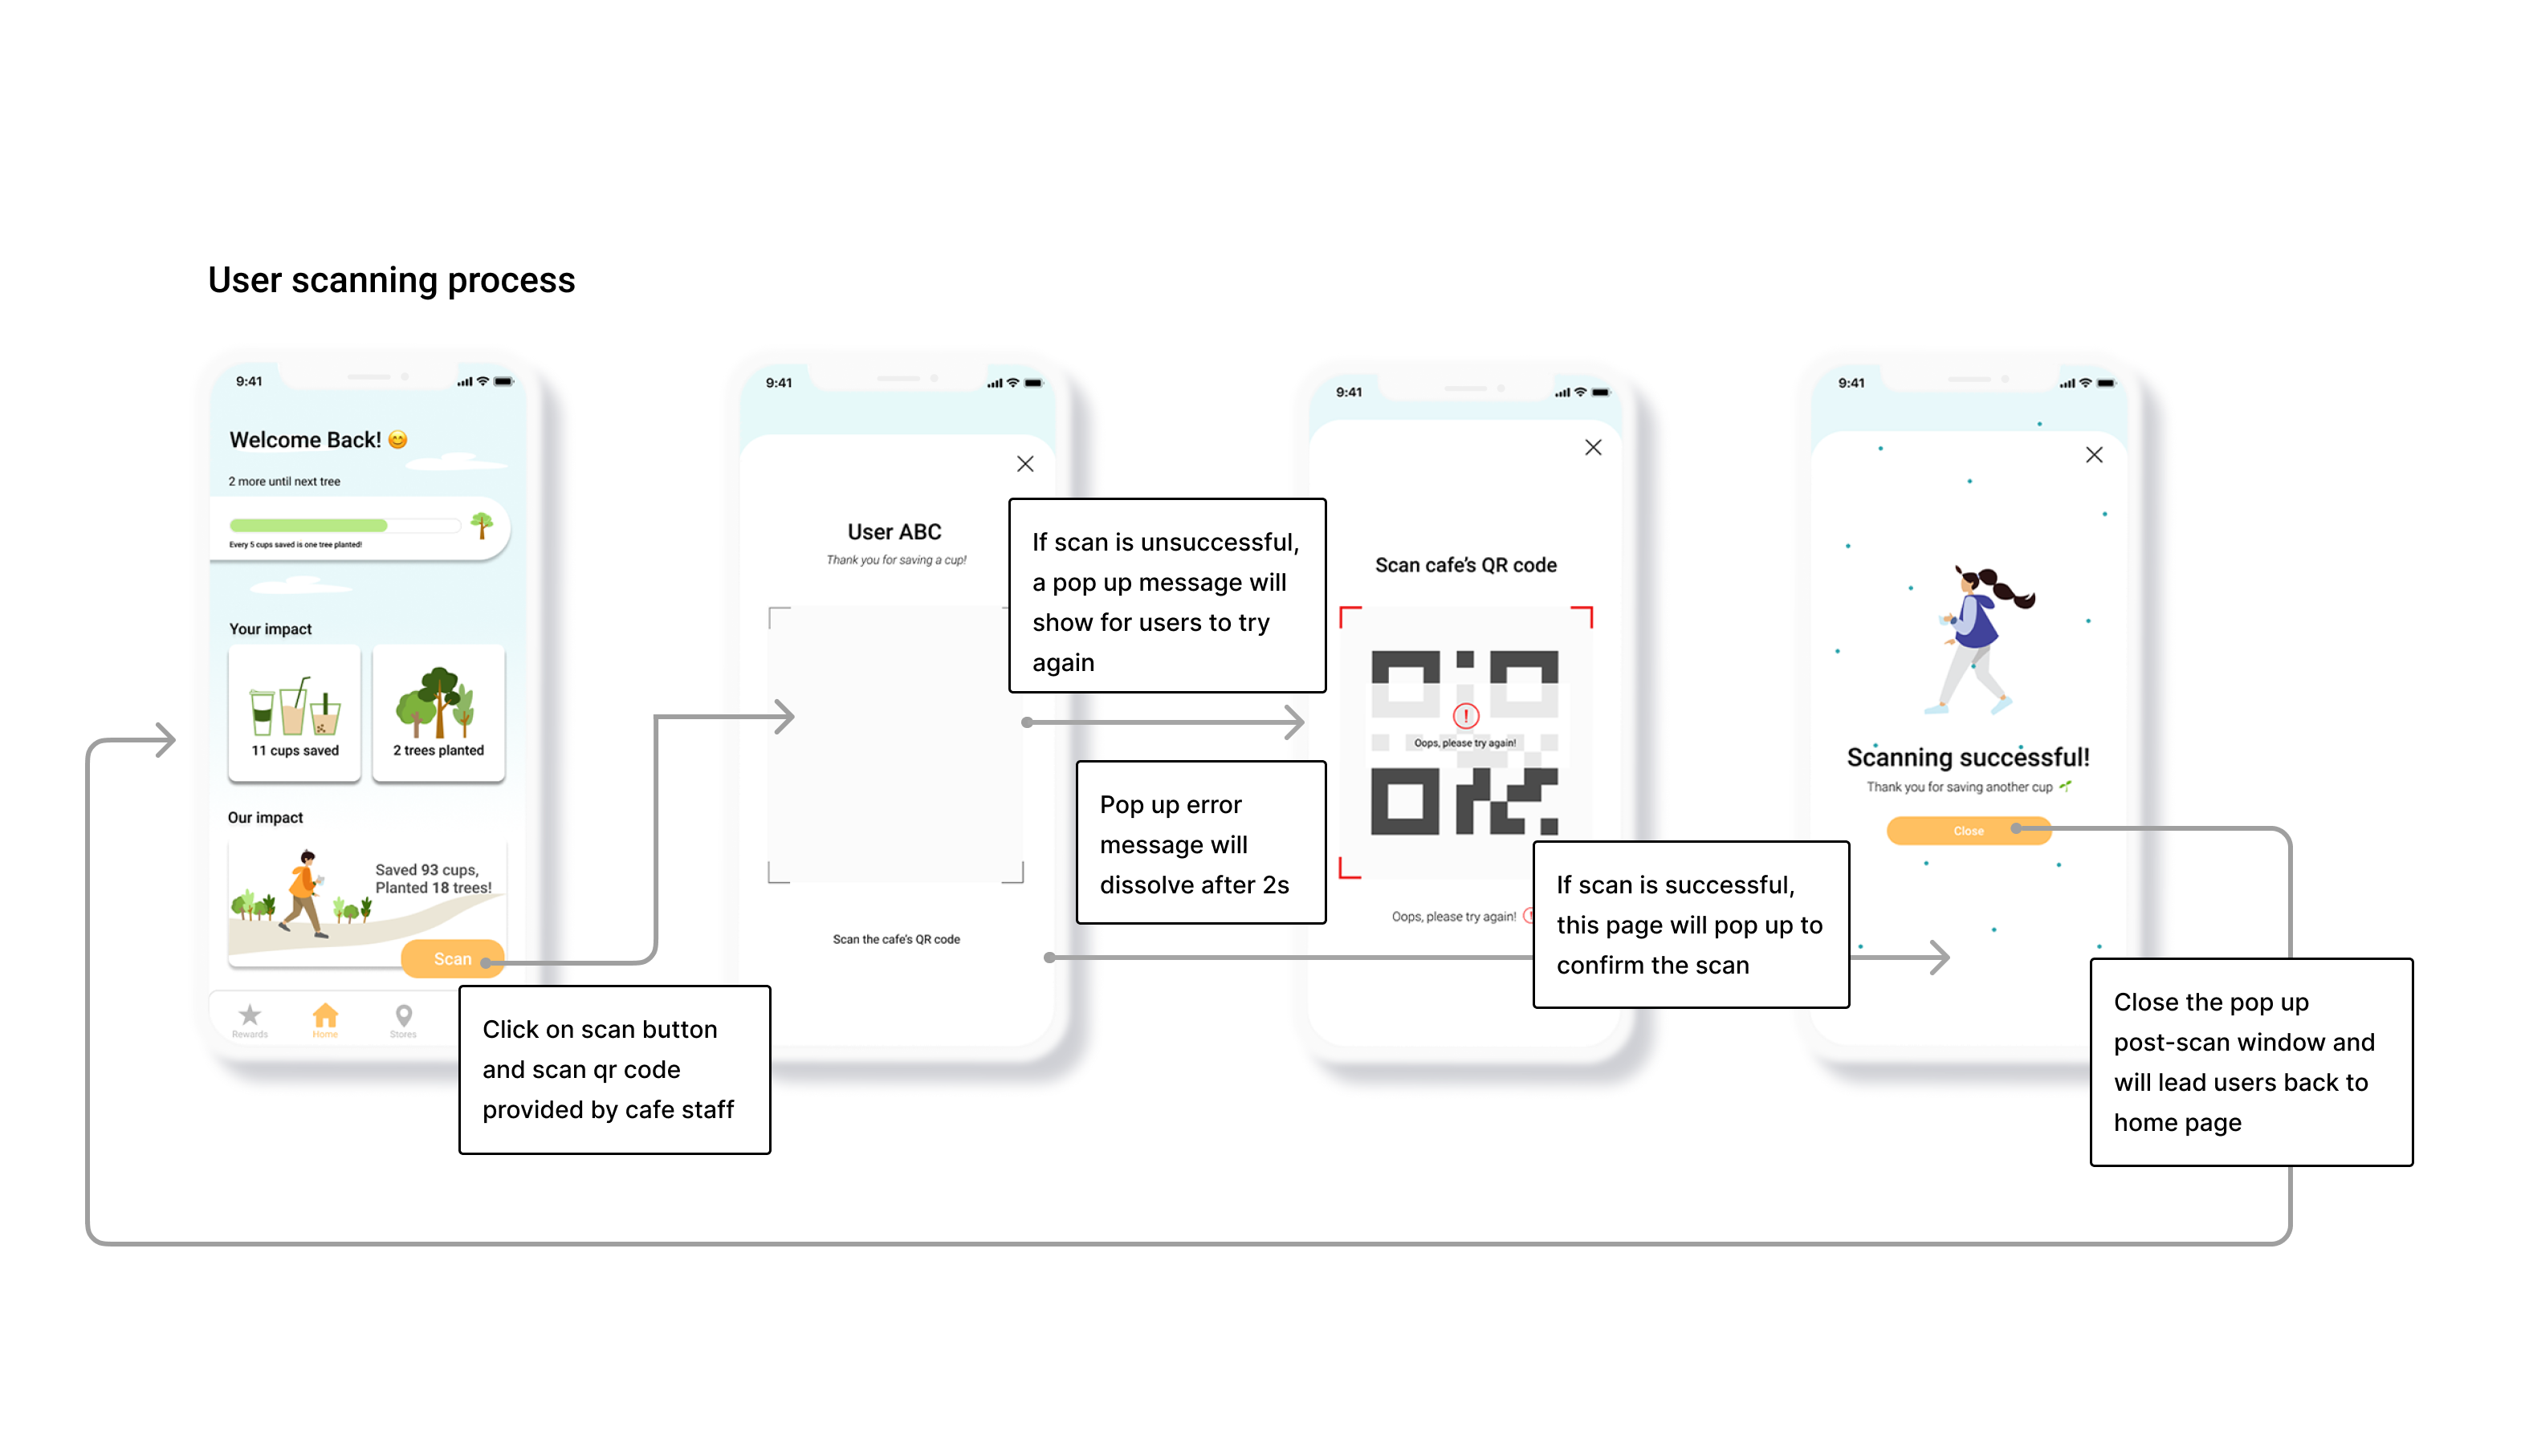 User scanning process
9:41
Welcome Back! 😊
2 more until next tree
Every 5 cups saved is one tree planted!
Your impact
11 cups saved
2 trees planted
Our impact
Saved 93 cups,
Planted 18 trees!
Scan
Rewards
Home
Stores
Click on scan button
and scan qr code
provided by cafe staff
9:41
User ABC
Thank you for saving a cup!
Scan the cafe's QR code
If scan is unsuccessful,
a pop up message will
show for users to try
again
Pop up error
message will
dissolve after 2s
9:41
Scan cafe's QR code
Oops, please try again!
Oops, please try again!
If scan is successful,
this page will pop up to
confirm the scan
9:41
Scanning successful!
Thank you for saving another cup 🌱
Close
Close the pop up
post-scan window and
will lead users back to
home page